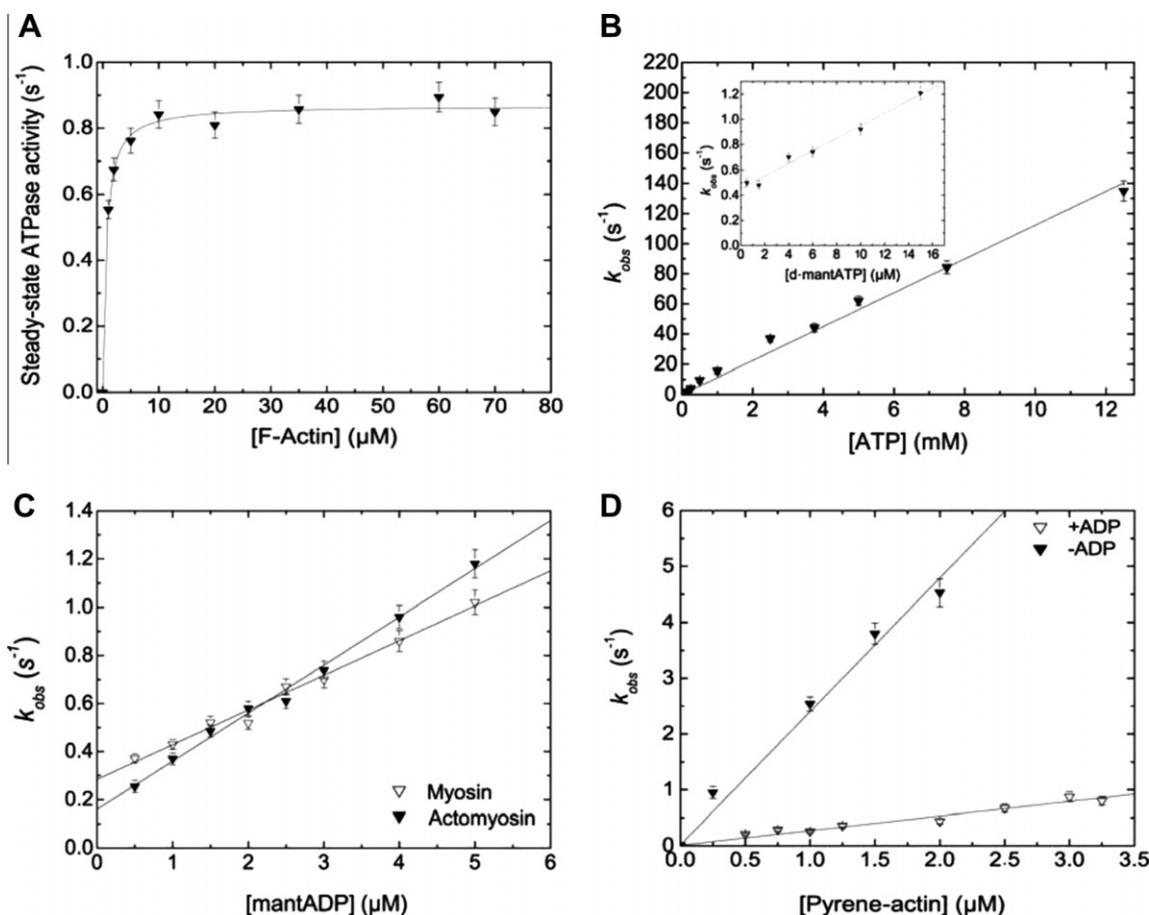 A
Steady-state ATPase activity (s⁻¹)
1.0
0.8
0.6
0.4
0.2
0.0
0 10 20 30 40 50 60 70 80
[F-Actin] (µM)
B
k_obs (s⁻¹)
220
200
180
160
140
120
100
80
60
40
20
0
0 2 4 6 8 10 12
[ATP] (mM)
k_obs (s⁻¹)
1.2
1.0
0.8
0.6
0.4
0.2
0.0
0 2 4 6 8 10 12 14 16
[d-mantATP] (µM)
C
k_obs (s⁻¹)
1.4
1.2
1.0
0.8
0.6
0.4
0.2
0.0
Myosin
Actomyosin
0 1 2 3 4 5 6
[mantADP] (µM)
D
k_obs (s⁻¹)
6
5
4
3
2
1
0
+ADP
-ADP
0.0 0.5 1.0 1.5 2.0 2.5 3.0 3.5
[Pyrene-actin] (µM)